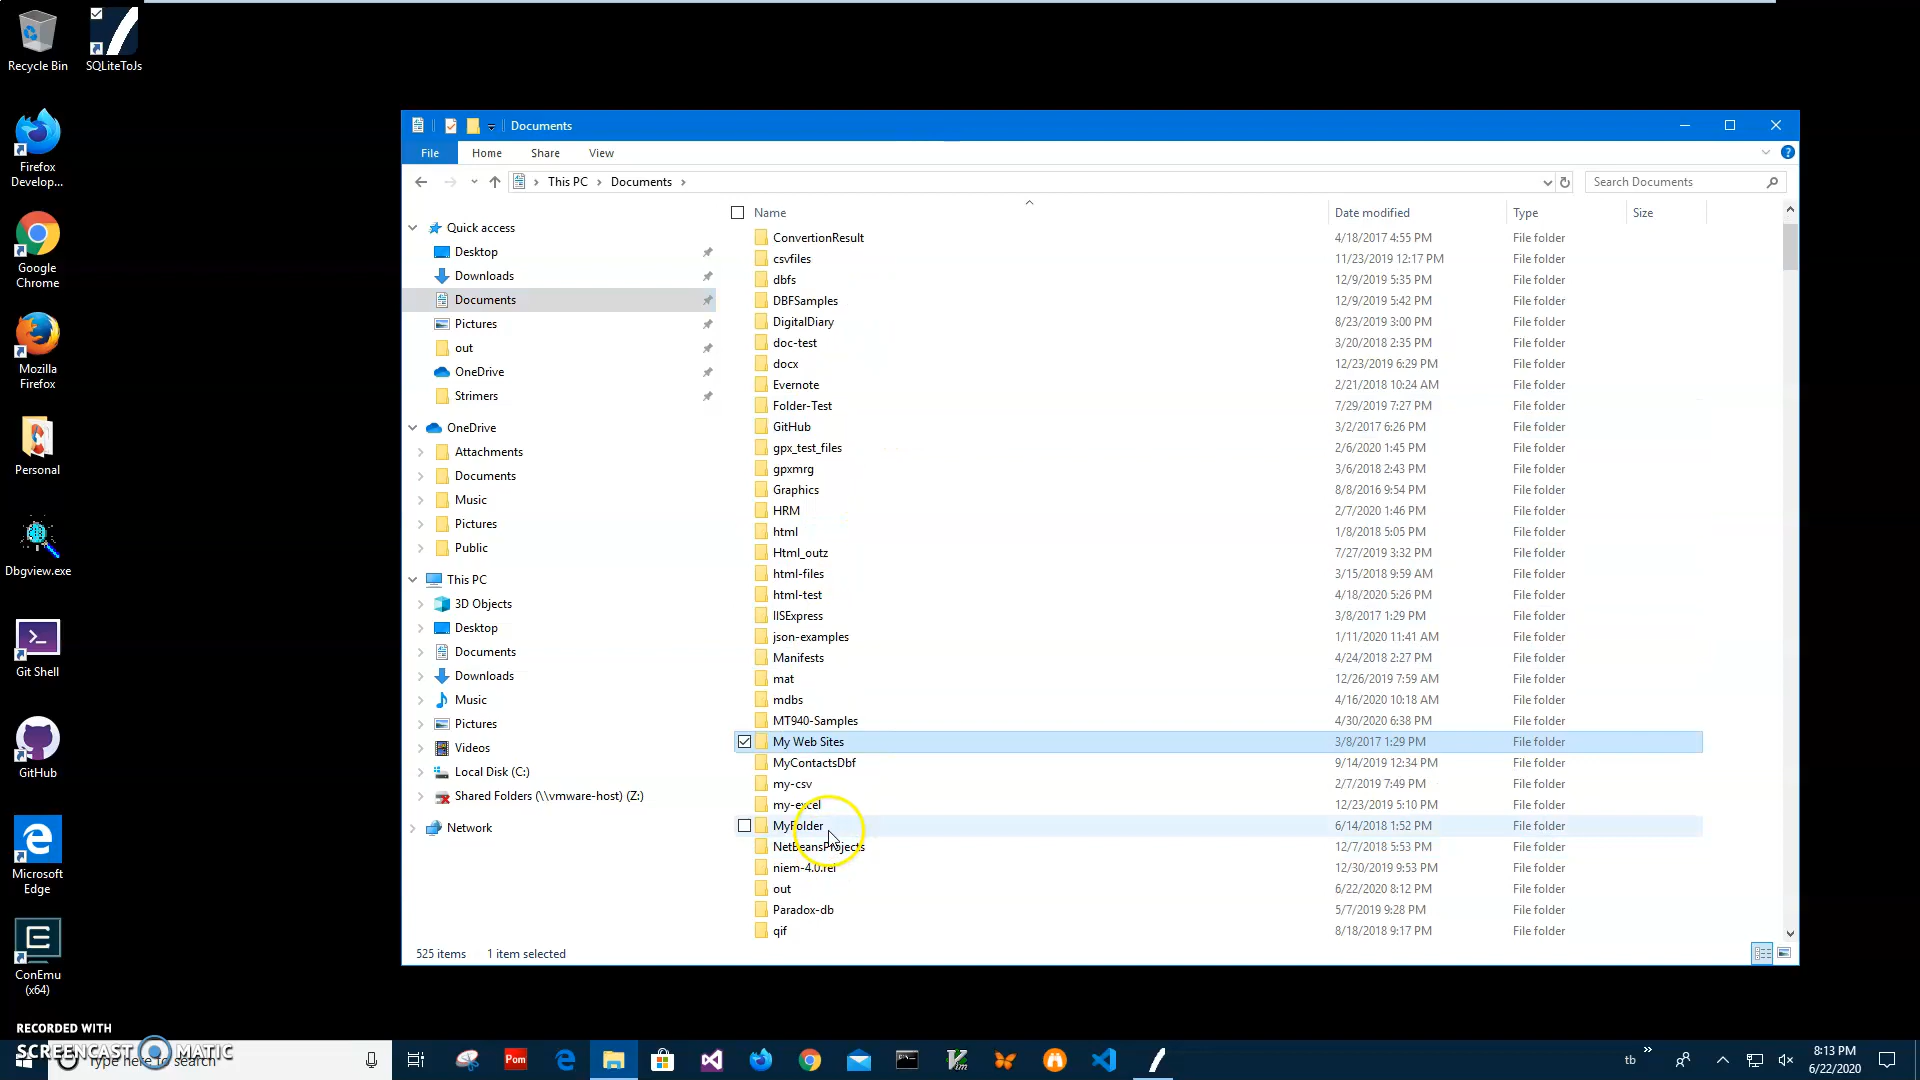 Recycle Bin
SQLiteToJs
Firefox
Develop...
Google
Chrome
Mozilla
Firefox
Personal
Dbgview.exe
Git Shell
GitHub
Microsoft
Edge
ConEmu
(x64)
Documents
File Home Share View
This PC Documents
Search Documents
Quick access
Desktop
Downloads
Documents
Pictures
out
OneDrive
Strimers
OneDrive
Attachments
Documents
Music
Pictures
Public
This PC
3D Objects
Desktop
Documents
Downloads
Music
Pictures
Videos
Local Disk (C:)
Shared Folders (\\vmware-host) (Z:)
Network
Name Date modified Type Size
ConvertionResult 4/18/2017 4:55 PM File folder
csvfiles 11/23/2019 12:17 PM File folder
dbfs 12/9/2019 5:35 PM File folder
DBFSamples 12/9/2019 5:42 PM File folder
DigitalDiary 8/23/2019 3:00 PM File folder
doc-test 3/20/2018 2:35 PM File folder
docx 12/23/2019 6:29 PM File folder
Evernote 2/21/2018 10:24 AM File folder
Folder-Test 7/29/2019 7:27 PM File folder
GitHub 3/2/2017 6:26 PM File folder
gpx_test_files 2/6/2020 1:45 PM File folder
gpxmrg 3/6/2018 2:43 PM File folder
Graphics 8/8/2016 9:54 PM File folder
HRM 2/7/2020 1:46 PM File folder
html 1/8/2018 5:05 PM File folder
Html_outz 7/27/2019 3:32 PM File folder
html-files 3/15/2018 9:59 AM File folder
html-test 4/18/2020 5:26 PM File folder
IISExpress 3/8/2017 1:29 PM File folder
json-examples 1/11/2020 11:41 AM File folder
Manifests 4/24/2018 2:27 PM File folder
mat 12/26/2019 7:59 AM File folder
mdbs 4/16/2020 10:18 AM File folder
MT940-Samples 4/30/2020 6:38 PM File folder
My Web Sites 3/8/2017 1:29 PM File folder
MyContactsDbf 9/14/2019 12:34 PM File folder
my-csv 2/7/2019 7:49 PM File folder
my-excel 12/23/2019 5:10 PM File folder
MyFolder 6/14/2018 1:52 PM File folder
NetBeansProjects 12/7/2018 5:53 PM File folder
niem-4.0.rel 12/30/2019 9:53 PM File folder
out 6/22/2020 8:12 PM File folder
Paradox-db 5/7/2019 9:28 PM File folder
qif 8/18/2018 9:17 PM File folder
525 items 1 item selected
RECORDED WITH
SCREENCAST MATIC
Type here to search
Pom
Vim
tb
8:13 PM
6/22/2020